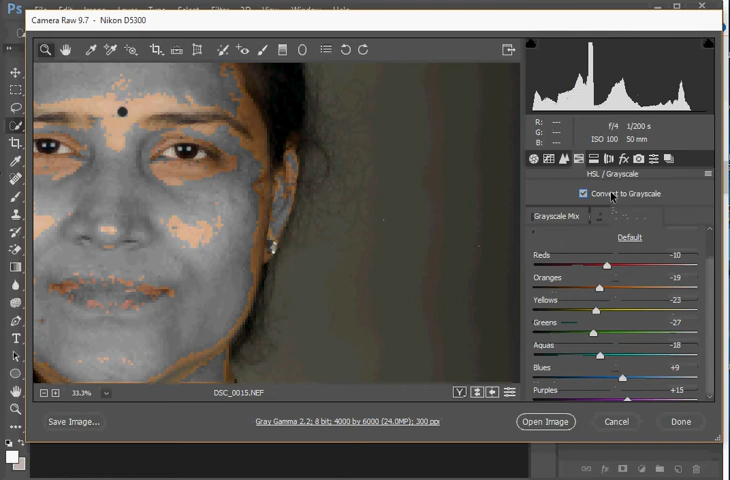 Ps
Camera Raw 9.7 - Nikon D5300
R: ---
G: ---
B: ---
f/4 1/200 s
ISO 100 50 mm
HSL / Grayscale
Convert to Grayscale
Grayscale Mix
Default
Reds -10
Oranges -19
Yellows -23
Greens -27
Aquas -18
Blues +9
Purples +15
33.3%
DSC_0015.NEF
Y
Save Image...
Gray Gamma 2.2; 8 bit; 4000 by 6000 (24.0MP); 300 ppi
Open Image
Cancel
Done